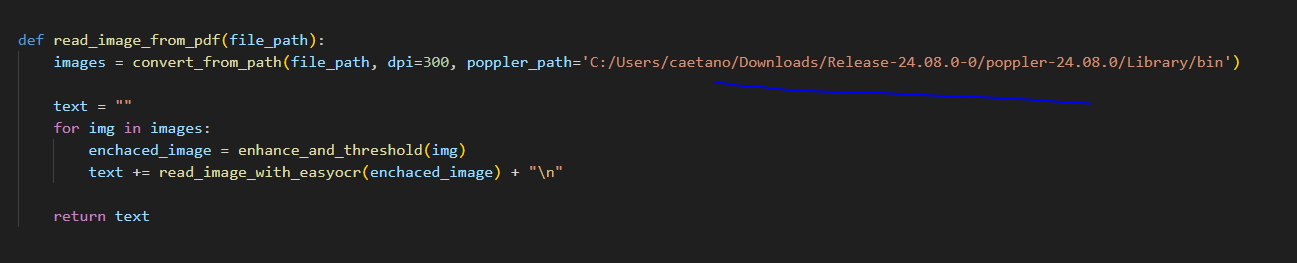 def read_image_from_pdf(file_path):
    images = convert_from_path(file_path, dpi=300, poppler_path='C:/Users/caetano/Downloads/Release-24.08.0-0/poppler-24.08.0/Library/bin')
    text = ""
    for img in images:
        enchaced_image = enhance_and_threshold(img)
        text += read_image_with_easyocr(enchaced_image) + "\n"
    return text